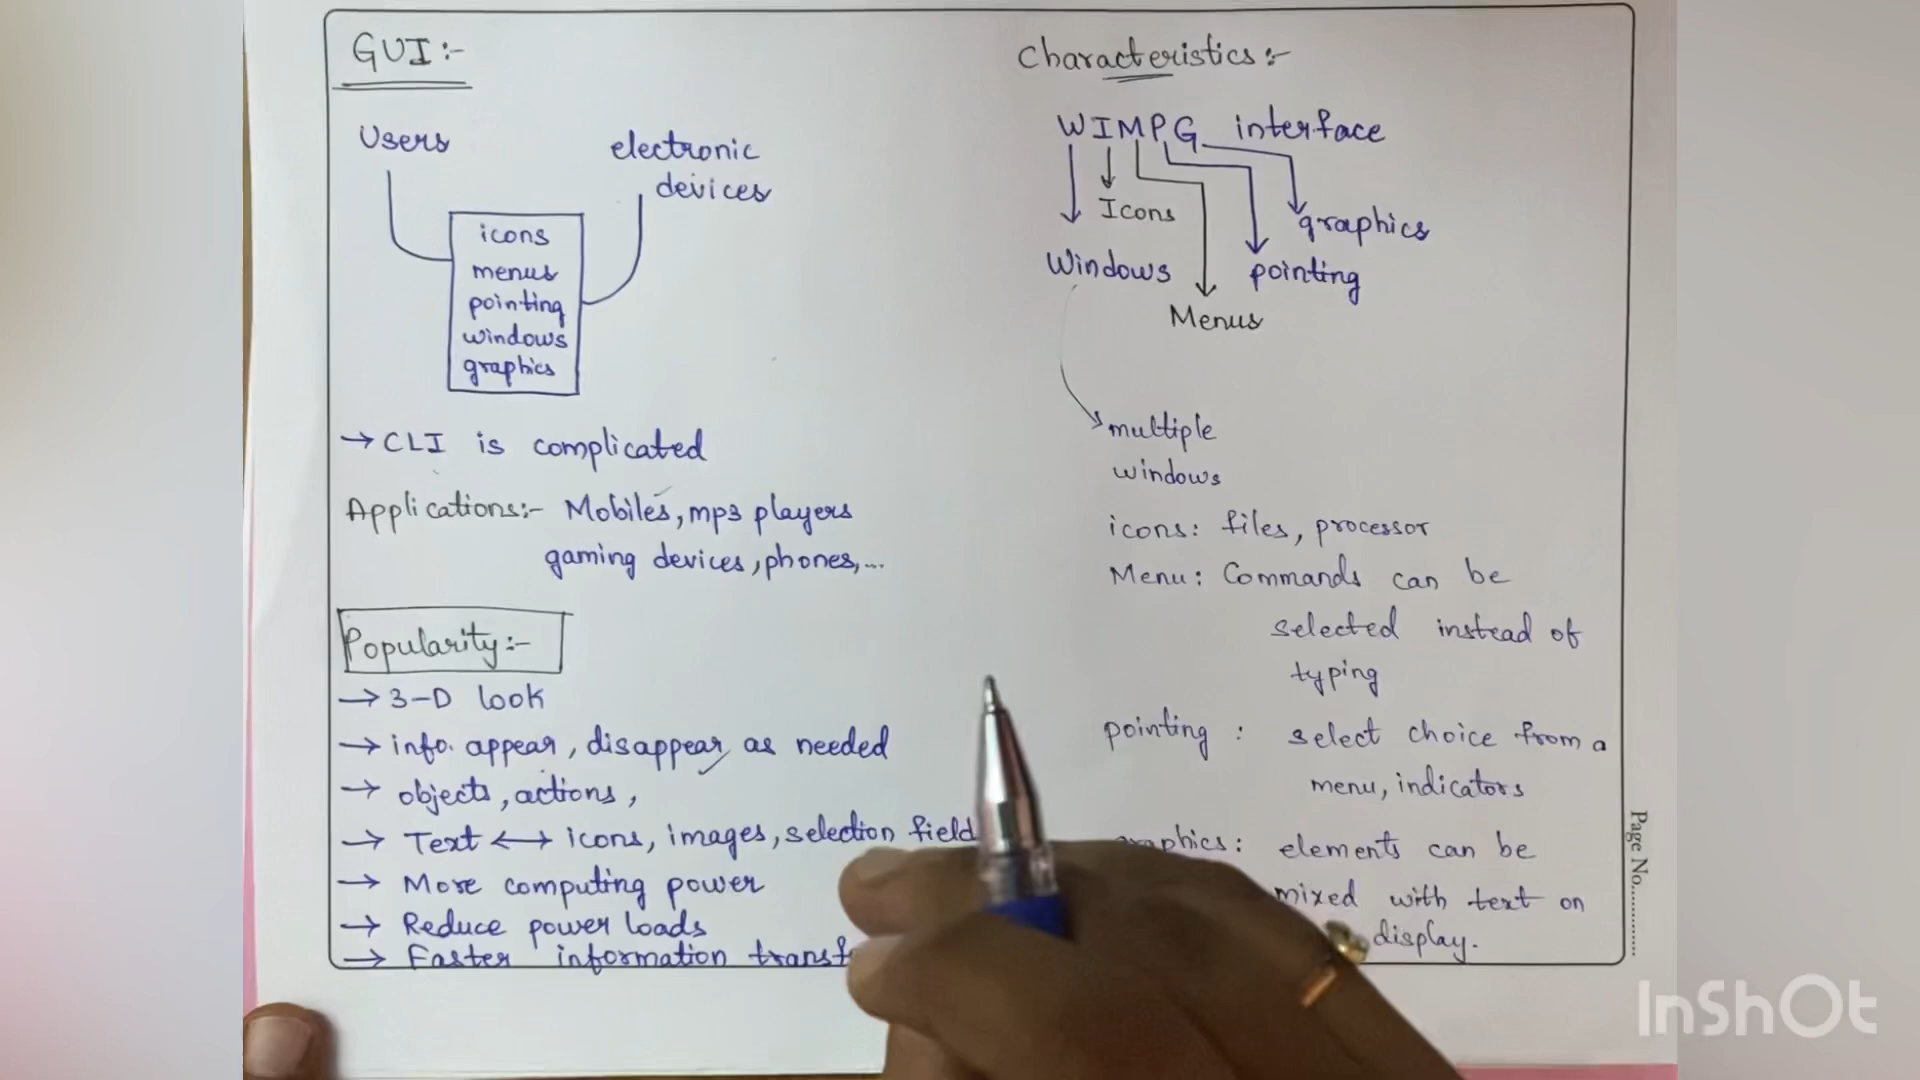 GUI:-
Users
electronic
devices
icons
menus
pointing
windows
graphics
→ CLI is complicated
Applications:- Mobiles, mp3 players
gaming devices, phones,...
Popularity:-
→ 3-D look
→ info. appear, disappear as needed
→ objects, actions,
→ Text ↔ icons, images, selection field
→ More computing power
→ Reduce power loads
→ Faster information
Characteristics:-
WIMPG interface
Icons
graphics
Windows
pointing
Menus
multiple
windows
icons: files, processor
Menu: Commands can be
selected instead of
typing
pointing : select choice from a
menu, indicators
graphics: elements can be
mixed with text on
display.
Page No............
InShOt